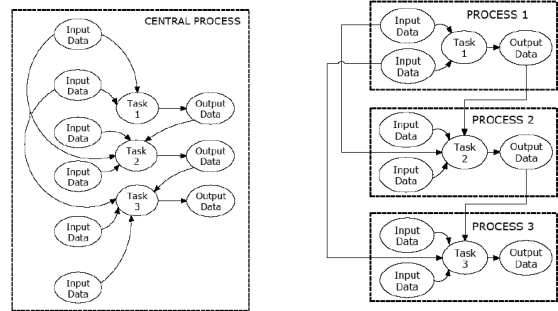 CENTRAL PROCESS
Input
Data
Input
Data
Task
1
Output
Data
Input
Data
Task
2
Output
Data
Input
Data
Task
3
Output
Data
Input
Data
Input
Data
PROCESS 1
Input
Data
Task
1
Output
Data
Input
Data
PROCESS 2
Input
Data
Task
2
Output
Data
Input
Data
PROCESS 3
Input
Data
Task
3
Output
Data
Input
Data